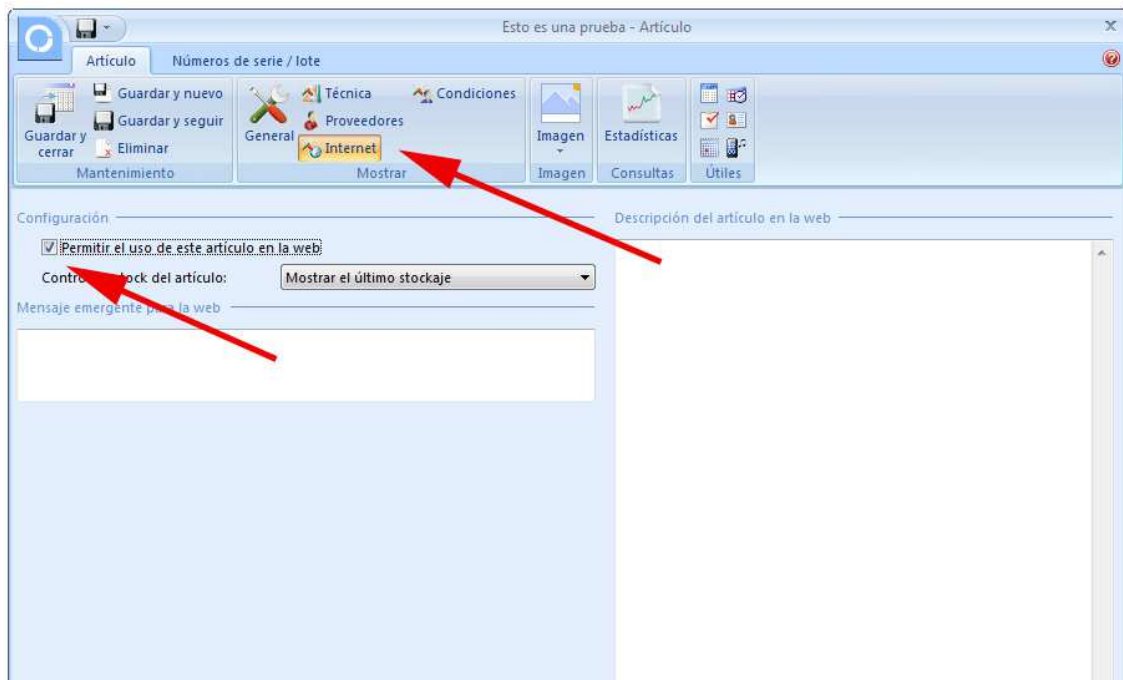 Esto es una prueba - Artículo
Artículo
Números de serie / lote
Guardar y cerrar
Guardar y nuevo
Guardar y seguir
Eliminar
Mantenimiento
General
Técnica
Proveedores
Internet
Condiciones
Mostrar
Imagen
Imagen
Estadísticas
Consultas
Útiles
Configuración
Permitir el uso de este artículo en la web
Contro tock del artículo:
Mostrar el último stockaje
Mensaje emergente para la web
Descripción del artículo en la web